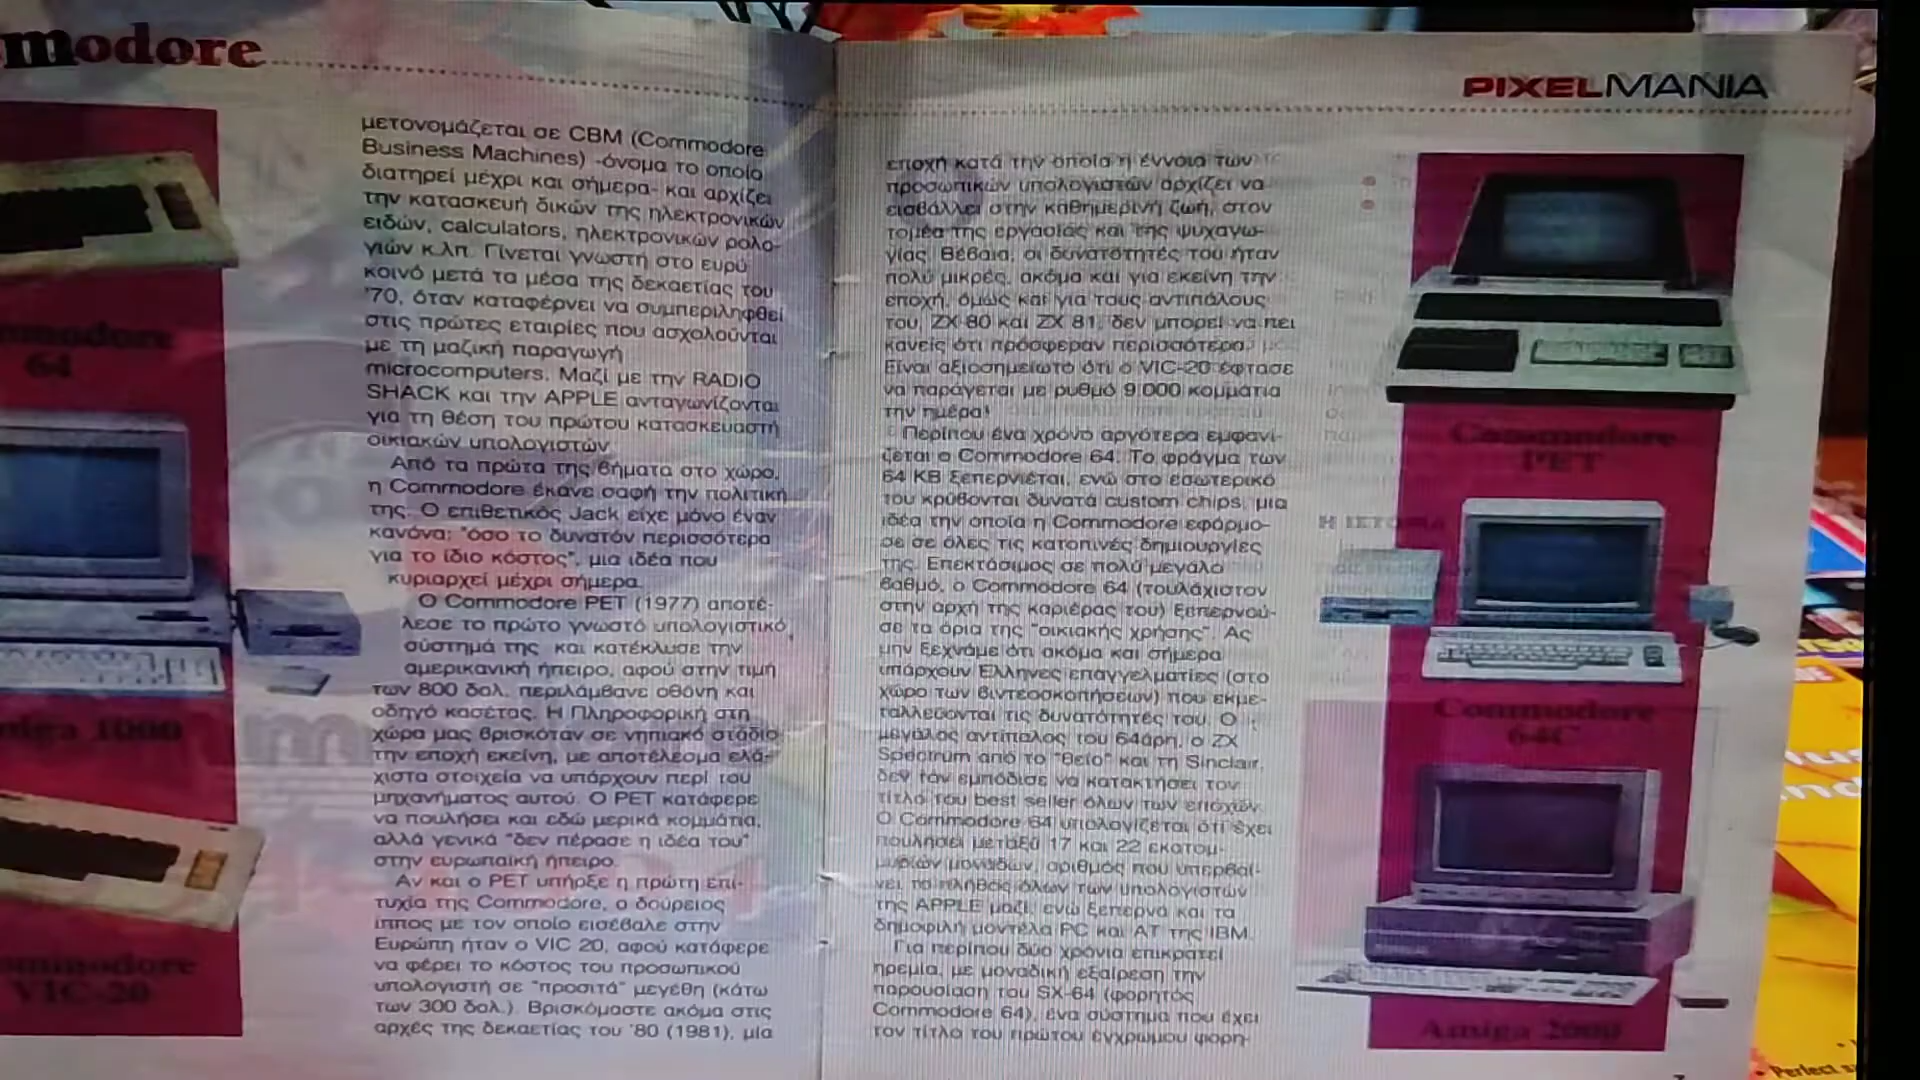 modore
PIXELMANIA
μετονομάζεται σε CBM (Commodore
Business Machines) -όνομα το οποίο
διατηρεί μέχρι και σήμερα- και αρχίζει
την κατασκευή δικών της ηλεκτρονικών
ειδών, calculators, ηλεκτρονικών ρολο-
γιών κ.λπ. Γίνεται γνωστή στο ευρύ
κοινό μετά τα μέσα της δεκαετίας του
'70, όταν καταφέρνει να συμπεριληφθεί
στις πρώτες εταιρίες που ασχολούνται
με τη μαζική παραγωγή
microcomputers. Μαζί με την RADIO
SHACK και την APPLE ανταγωνίζονται
για τη θέση του πρώτου κατασκευαστή
οικιακών υπολογιστών.
Από τα πρώτα της βήματα στο χώρο,
η Commodore έκανε σαφή την πολιτική
της. Ο επιθετικός Jack είχε μόνο έναν
κανόνα: "όσο το δυνατόν περισσότερα
για το ίδιο κόστος", μια ιδέα που
κυριαρχεί μέχρι σήμερα.
Ο Commodore PET (1977) αποτέ-
λεσε το πρώτο γνωστό υπολογιστικό
σύστημά της και κατέκλυσε την
αμερικανική ήπειρο, αφού στην τιμή
των 800 δολ. περιλάμβανε οθόνη και
οδηγό κασέτας. Η Πληροφορική στη
χώρα μας βρισκόταν σε νηπιακό στάδιο
την εποχή εκείνη, με αποτέλεσμα ελά-
χιστα στοιχεία να υπάρχουν περί του
μηχανήματος αυτού. Ο PET κατάφερε
να πουλήσει και εδώ μερικά κομμάτια,
αλλά γενικά "δεν πέρασε η ιδέα του"
στην ευρωπαϊκή ήπειρο.
Αν και ο PET υπήρξε η πρώτη επι-
τυχία της Commodore, ο δούρειος
ίππος με τον οποίο εισέβαλε στην
Ευρώπη ήταν ο VIC 20, αφού κατάφερε
να φέρει το κόστος του προσωπικού
υπολογιστή σε "προσιτά" μεγέθη (κάτω
των 300 δολ.). Βρισκόμαστε ακόμα στις
αρχές της δεκαετίας του '80 (1981), μία
εποχή κατά την οποία η έννοια των
προσωπικών υπολογιστών αρχίζει να
εισβάλλει στην καθημερινή ζωή, στον
τομέα της εργασίας και της ψυχαγω-
γίας. Βέβαια, οι δυνατότητές του ήταν
πολύ μικρές, ακόμα και για εκείνη την
εποχή, όμως και για τους αντιπάλους
του, ZX 80 και ZX 81, δεν μπορεί να πει
κανείς ότι πρόσφεραν περισσότερα.
Είναι αξιοσημείωτο ότι ο VIC-20 έφτασε
να παράγεται με ρυθμό 9.000 κομμάτια
την ημέρα!
Περίπου ένα χρόνο αργότερα εμφανί-
ζεται ο Commodore 64. Το φράγμα των
64 KB ξεπερνιέται, ενώ στο εσωτερικό
του κρύβονται δυνατά custom chips, μια
ιδέα την οποία η Commodore εφάρμο-
σε σε όλες τις κατοπινές δημιουργίες
της. Επεκτάσιμος σε πολύ μεγάλο
βαθμό, ο Commodore 64 (τουλάχιστον
στην αρχή της καριέρας του) ξεπερνού-
σε τα όρια της "οικιακής χρήσης". Ας
μην ξεχνάμε ότι ακόμα και σήμερα
υπάρχουν Έλληνες επαγγελματίες (στο
χώρο των βιντεοσκοπήσεων) που εκμε-
ταλλεύονται τις δυνατότητές του. Ο
μεγάλος αντίπαλος του 64άρη, ο ZX
Spectrum από το "θείο" και τη Sinclair,
δεν τον εμπόδισε να κατακτήσει τον
τίτλο του best seller όλων των εποχών.
Ο Commodore 64 υπολογίζεται ότι έχει
πουλήσει μεταξύ 17 και 22 εκατομ-
μυρίων μονάδων, αριθμός που υπερβαί-
νει το πλήθος όλων των υπολογιστών
της APPLE μαζί, ενώ ξεπερνά και τα
δημοφιλή μοντέλα PC και AT της IBM.
Για περίπου δύο χρόνια επικρατεί
ηρεμία, με μοναδική εξαίρεση την
παρουσίαση του SX-64 (φορητός
Commodore 64), ένα σύστημα που έχει
τον τίτλο του πρώτου έγχρωμου φορη-
mmodore
64
miga 1000
ommodore
VIC-20
Commodore
PET
Commodore
64C
Amiga 2000
Perfect